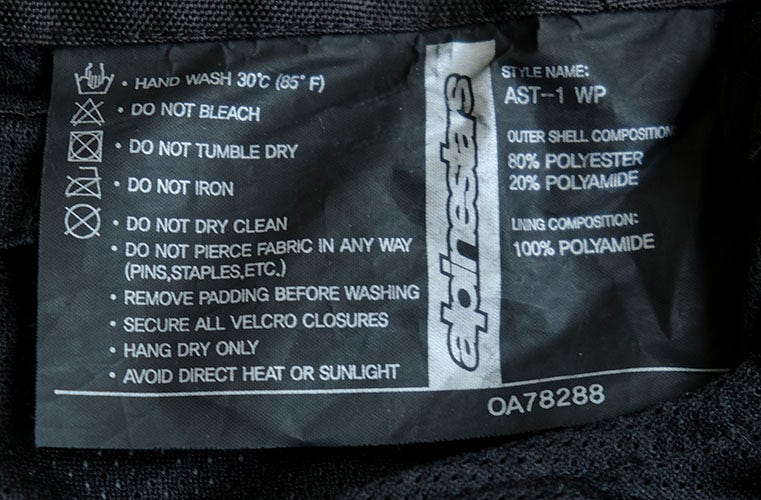 • HAND WASH 30°C (85° F)
• DO NOT BLEACH
• DO NOT TUMBLE DRY
• DO NOT IRON
• DO NOT DRY CLEAN
• DO NOT PIERCE FABRIC IN ANY WAY
(PINS,STAPLES,ETC.)
• REMOVE PADDING BEFORE WASHING
• SECURE ALL VELCRO CLOSURES
• HANG DRY ONLY
• AVOID DIRECT HEAT OR SUNLIGHT
alpinestars
STYLE NAME:
AST-1 WP
OUTER SHELL COMPOSITION:
80% POLYESTER
20% POLYAMIDE
LINING COMPOSITION:
100% POLYAMIDE
OA78288